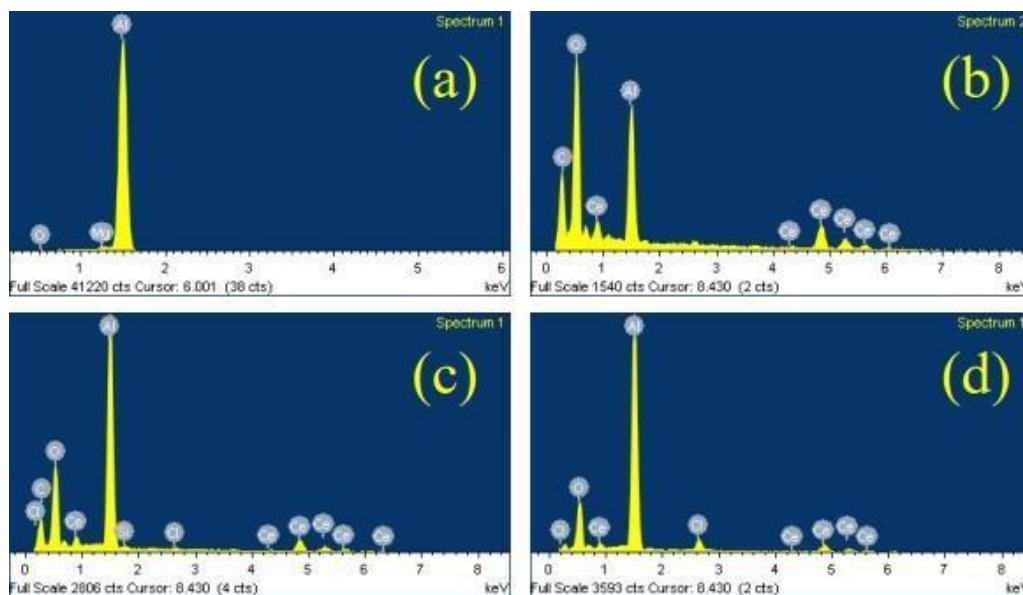 Spectrum 1
Al
(a)
O Mg
1 2 3 4 5 6
Full Scale 41220 cts Cursor: 6.001 (38 cts) keV
Spectrum 2
O
Al
(b)
C
Ce
Ce Ce Ce Ce Ce
0 1 2 3 4 5 6 7 8
Full Scale 1540 cts Cursor: 8.430 (2 cts) keV
Spectrum 1
Al
(c)
O
C
Cl Ce Si Cl Ce Ce Ce Ce Ce
0 1 2 3 4 5 6 7 8
Full Scale 2806 cts Cursor: 8.430 (4 cts) keV
Spectrum 1
Al
(d)
O
Cl Ce Cl Ce Ce Ce Ce
0 1 2 3 4 5 6 7 8
Full Scale 3593 cts Cursor: 8.430 (2 cts) keV